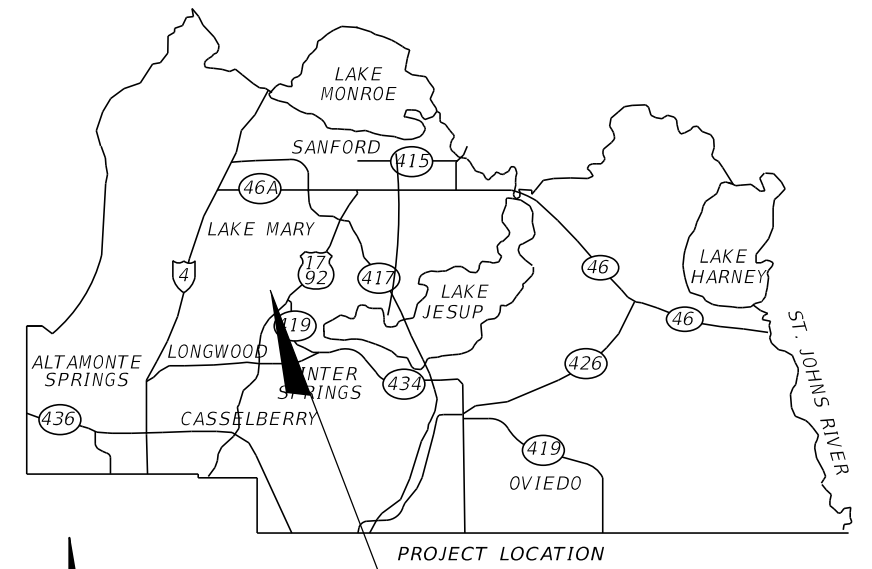 LAKE
MONROE
SANFORD
415
46A
LAKE MARY
4
17
92
417
46
LAKE
HARNEY
LAKE
JESUP
46
419
ST. JOHNS RIVER
LONGWOOD
ALTAMONTE
SPRINGS
426
434
436
CASSELBERRY
419
OVIEDO
PROJECT LOCATION